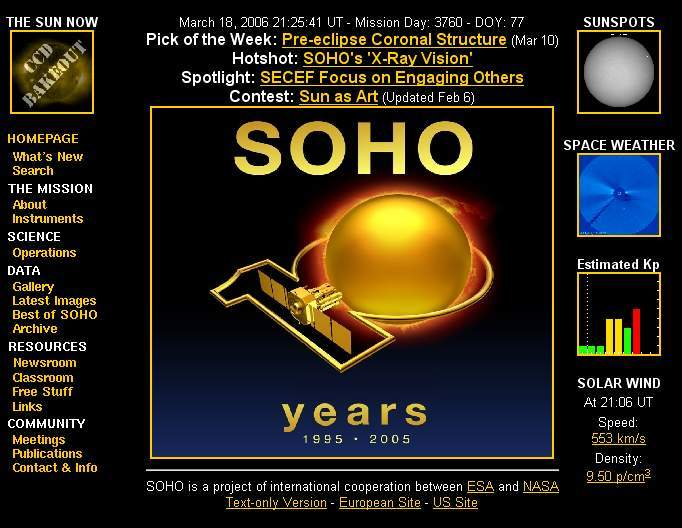 THE SUN NOW
CCD
BAKEOUT
HOMEPAGE
What's New
Search
THE MISSION
About
Instruments
SCIENCE
Operations
DATA
Gallery
Latest Images
Best of SOHO
Archive
RESOURCES
Newsroom
Classroom
Free Stuff
Links
COMMUNITY
Meetings
Publications
Contact & Info
March 18, 2006 21:25:41 UT - Mission Day: 3760 - DOY: 77
Pick of the Week: Pre-eclipse Coronal Structure (Mar 10)
Hotshot: SOHO's 'X-Ray Vision'
Spotlight: SECEF Focus on Engaging Others
Contest: Sun as Art (Updated Feb 6)
SOHO
10
years
1995 • 2005
SOHO is a project of international cooperation between ESA and NASA
Text-only Version - European Site - US Site
SUNSPOTS
SPACE WEATHER
Estimated Kp
SOLAR WIND
At 21:06 UT
Speed:
553 km/s
Density:
9.50 p/cm³